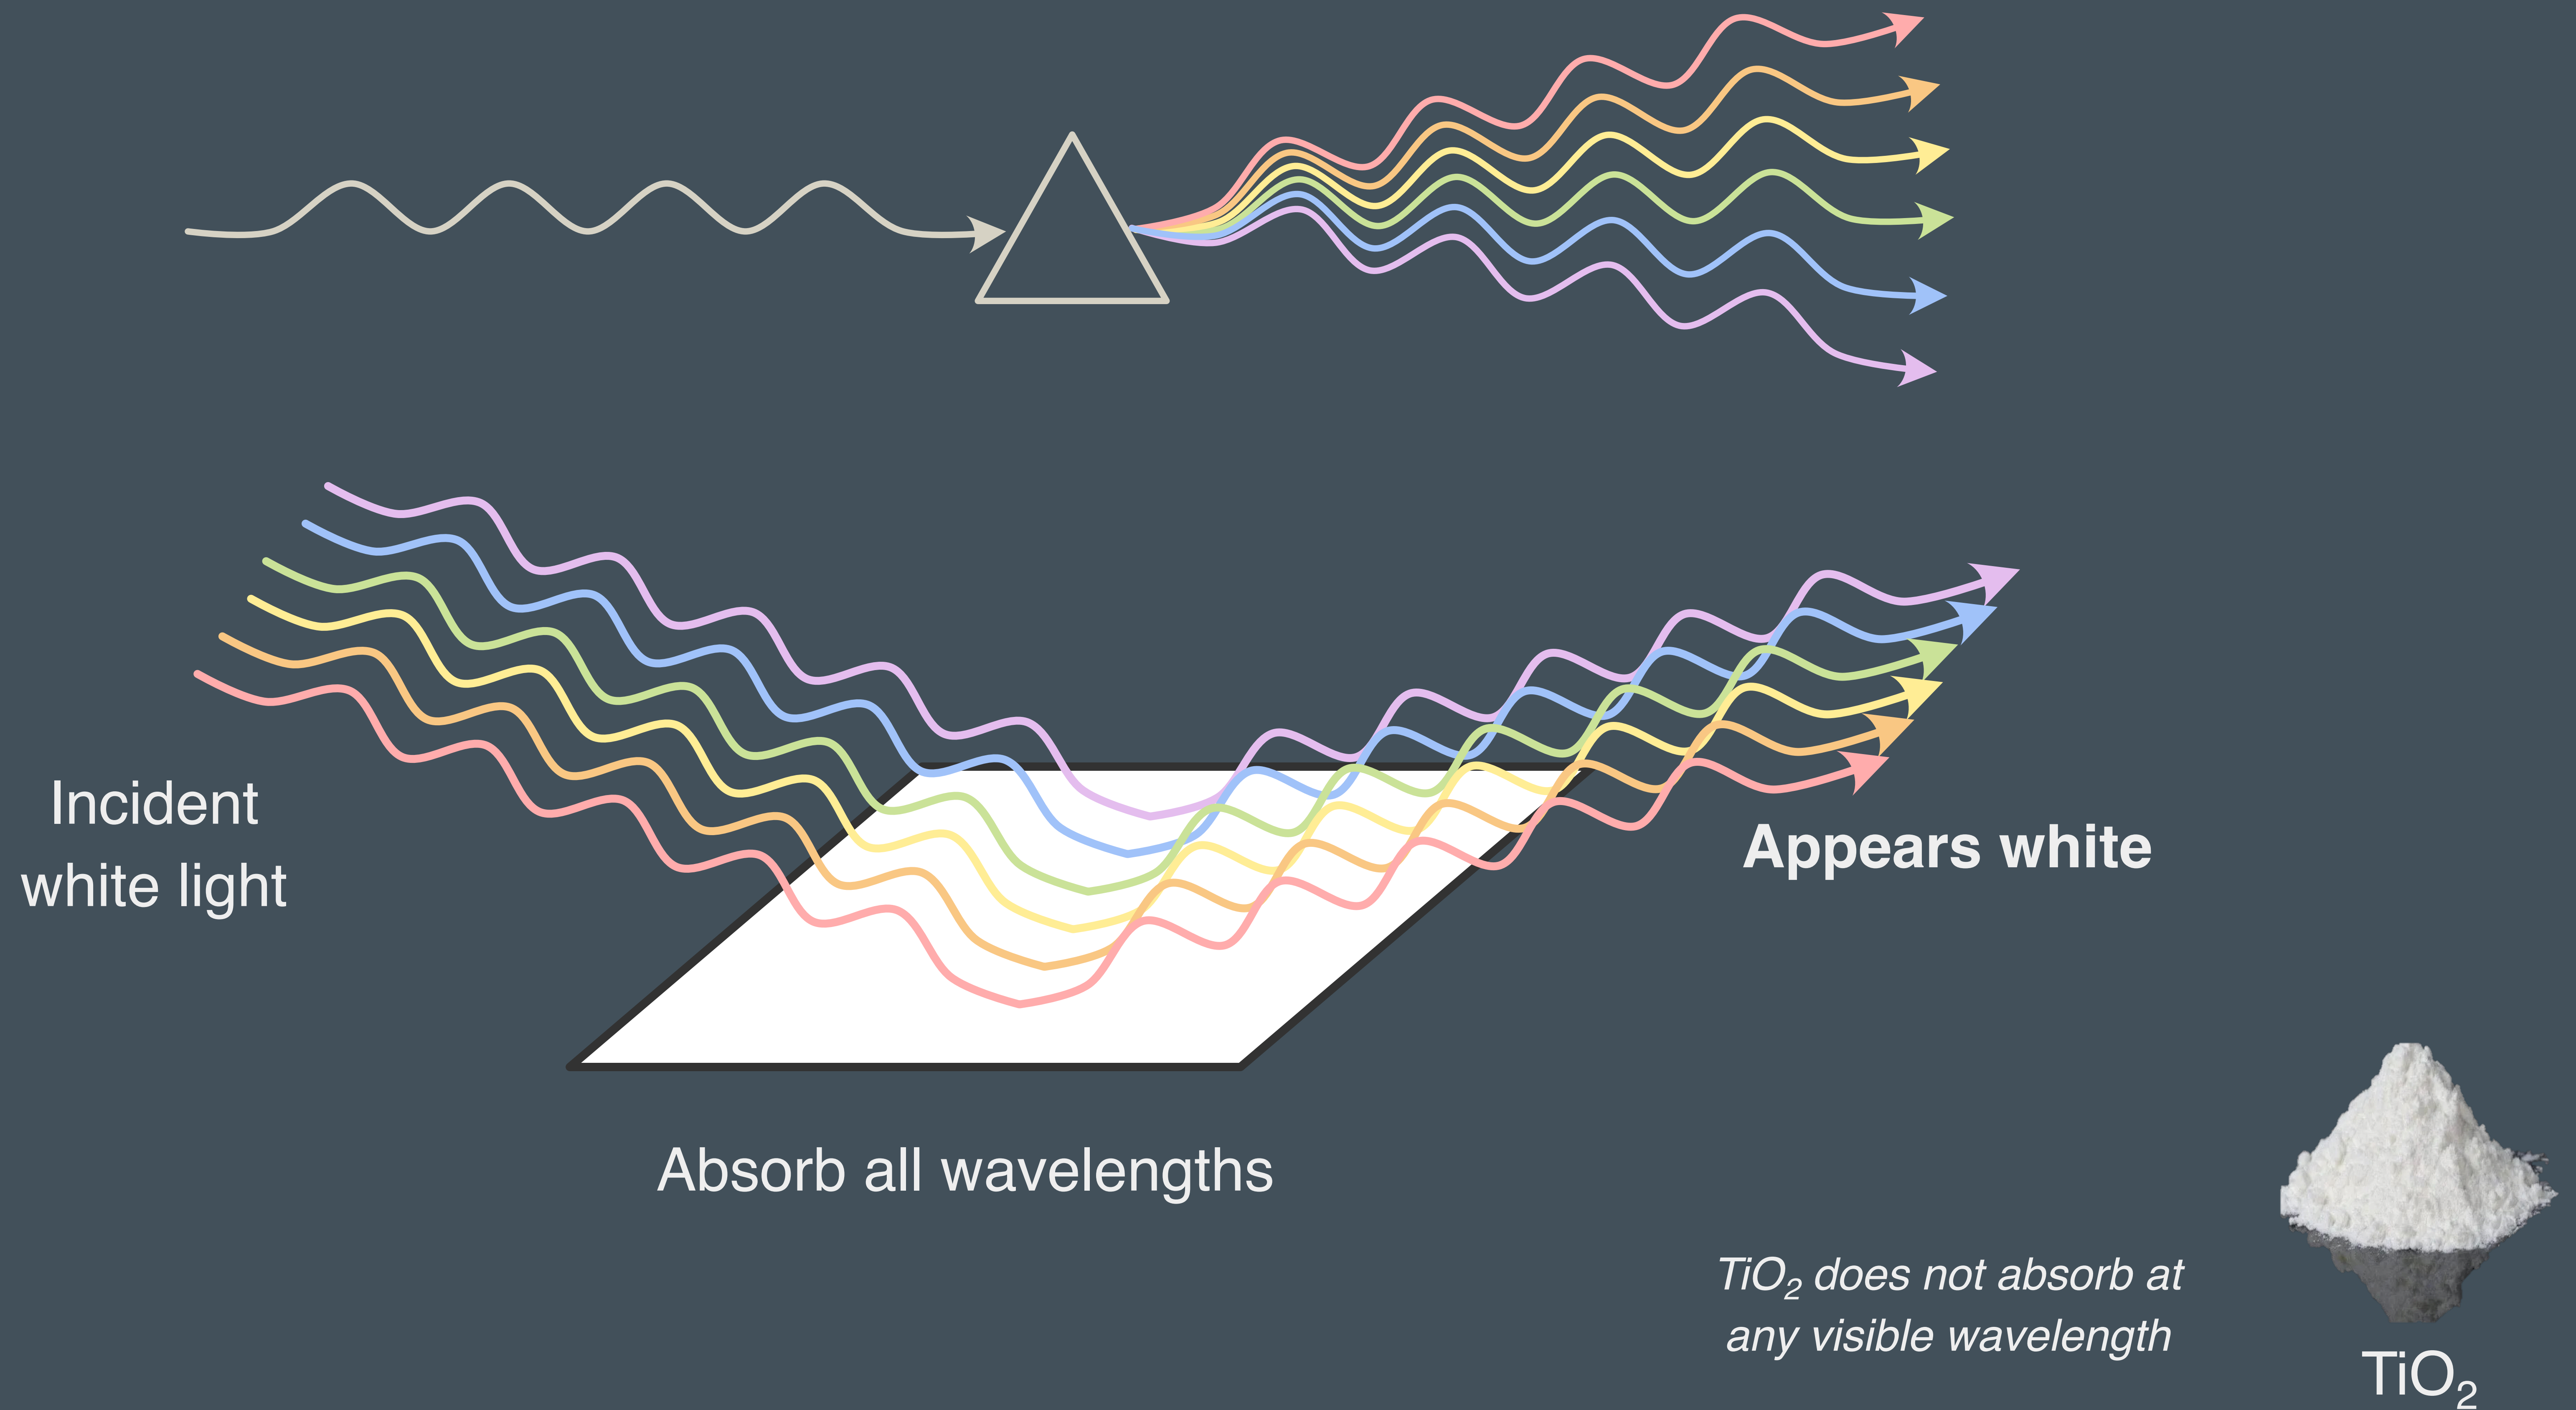 Incident
white light
Appears white
Absorb all wavelengths
TiO₂ does not absorb at
any visible wavelength
TiO₂